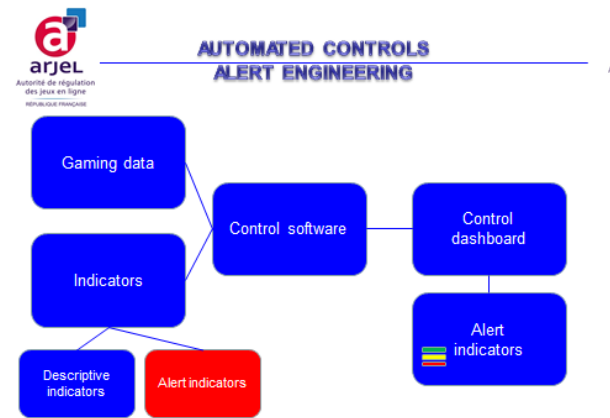 arjel
Autorité de régulation
des jeux en ligne
RÉPUBLIQUE FRANÇAISE
AUTOMATED CONTROLS
ALERT ENGINEERING
Gaming data
Control software
Control
dashboard
Indicators
Alert
indicators
Descriptive
indicators
Alert indicators